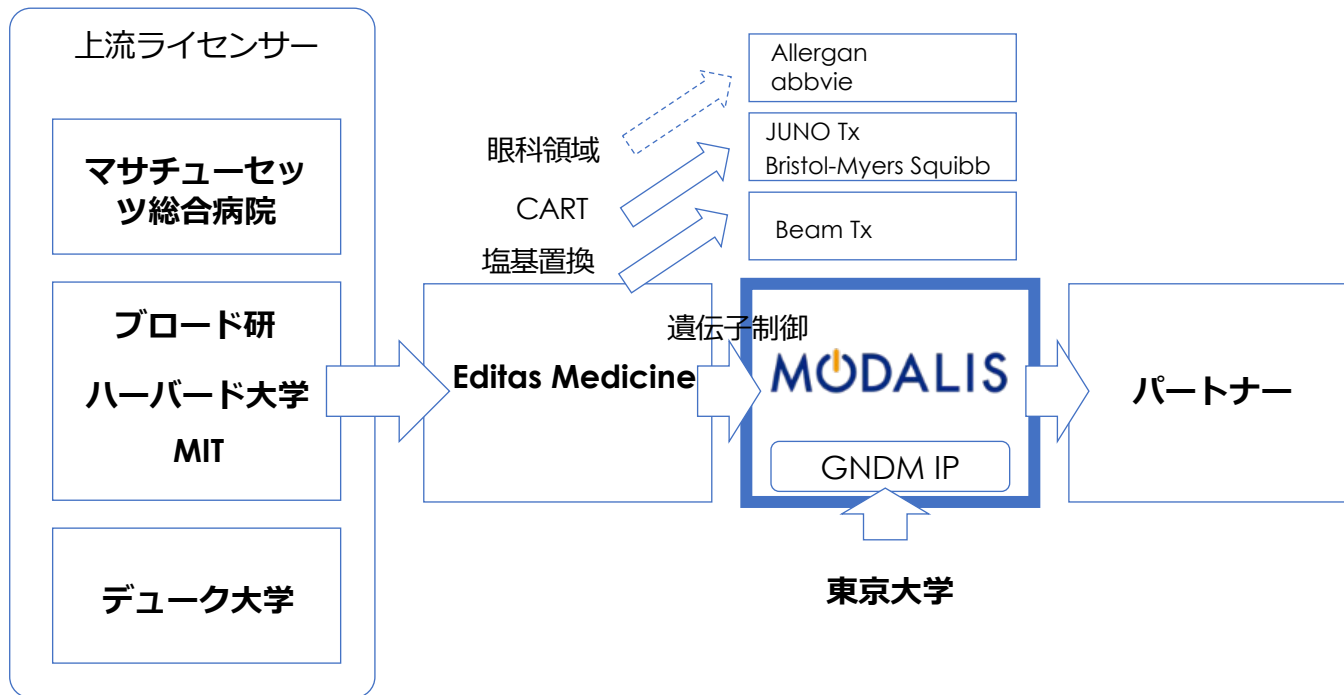 上流ライセンサー
マサチューセッ
ツ総合病院
ブロード研
ハーバード大学
MIT
デューク大学
Editas Medicine
眼科領域
CART
塩基置換
遺伝子制御
Allergan
abbvie
JUNO Tx
Bristol-Myers Squibb
Beam Tx
MODALIS
GNDM IP
東京大学
パートナー